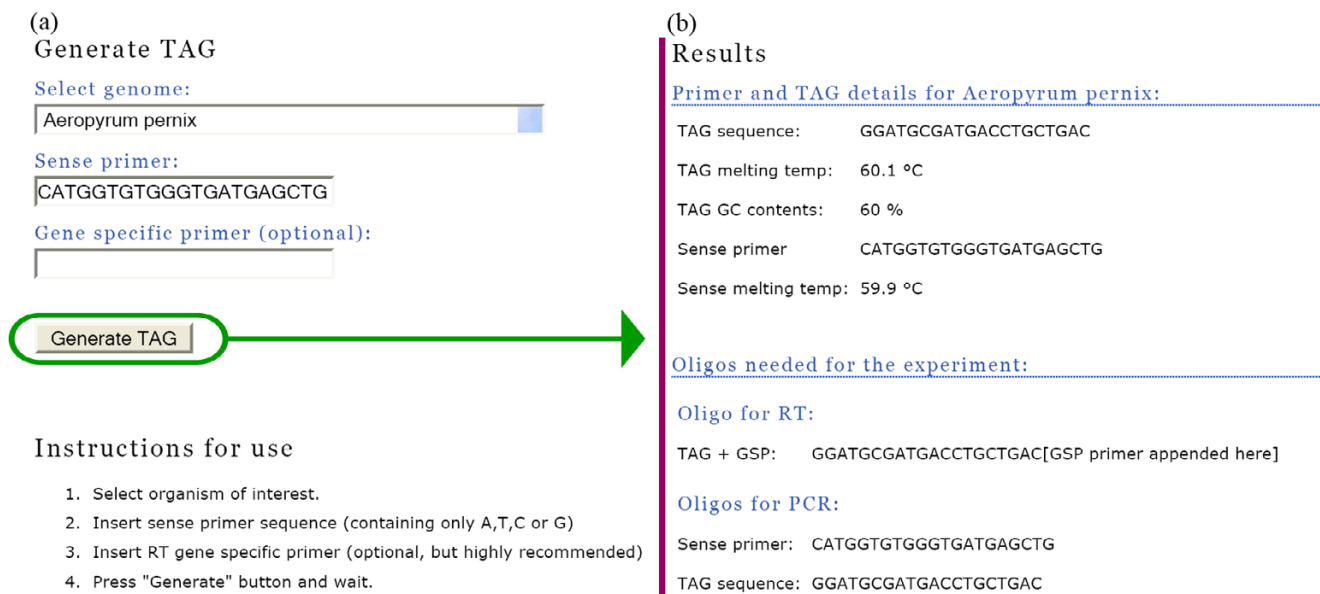 (a)
Generate TAG
Select genome:
Aeropyrum pernix
Sense primer:
CATGGTGTGGGTGATGAGCTG
Gene specific primer (optional):
Generate TAG
Instructions for use
1. Select organism of interest.
2. Insert sense primer sequence (containing only A,T,C or G)
3. Insert RT gene specific primer (optional, but highly recommended)
4. Press "Generate" button and wait.
(b)
Results
Primer and TAG details for Aeropyrum pernix:
TAG sequence: GGATGCGATGACCTGCTGAC
TAG melting temp: 60.1 °C
TAG GC contents: 60 %
Sense primer CATGGTGTGGGTGATGAGCTG
Sense melting temp: 59.9 °C
Oligos needed for the experiment:
Oligo for RT:
TAG + GSP: GGATGCGATGACCTGCTGAC[GSP primer appended here]
Oligos for PCR:
Sense primer: CATGGTGTGGGTGATGAGCTG
TAG sequence: GGATGCGATGACCTGCTGAC